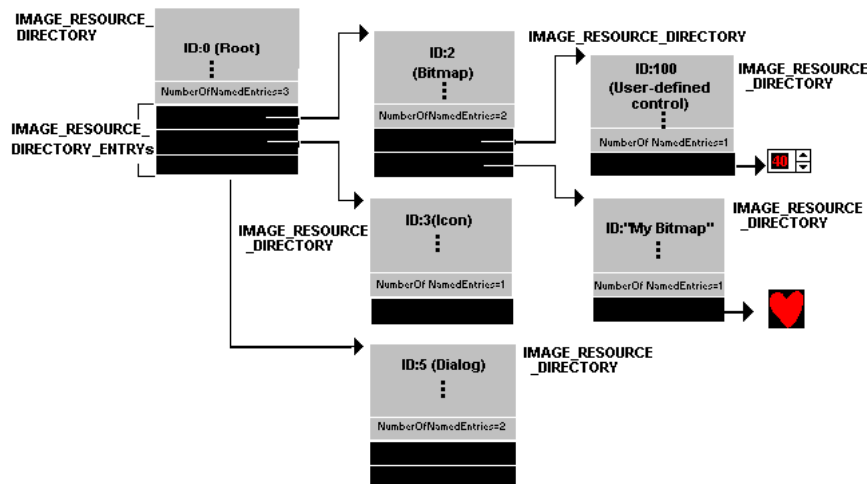 IMAGE_RESOURCE_
DIRECTORY
ID:0 (Root)
NumberOfNamedEntries=3
IMAGE_RESOURCE_
DIRECTORY_ENTRYs
ID:2
(Bitmap)
NumberOfNamedEntries=2
IMAGE_RESOURCE_DIRECTORY
ID:100
(User-defined
control)
NumberOf NamedEntries=1
IMAGE_RESOURCE
_DIRECTORY
40
IMAGE_RESOURCE
_DIRECTORY
ID:3(Icon)
NumberOf NamedEntries=1
ID:"My Bitmap"
NumberOf NamedEntries=1
IMAGE_RESOURCE
_DIRECTORY
ID:5 (Dialog)
NumberOfNamedEntries=2
IMAGE_RESOURCE
_DIRECTORY